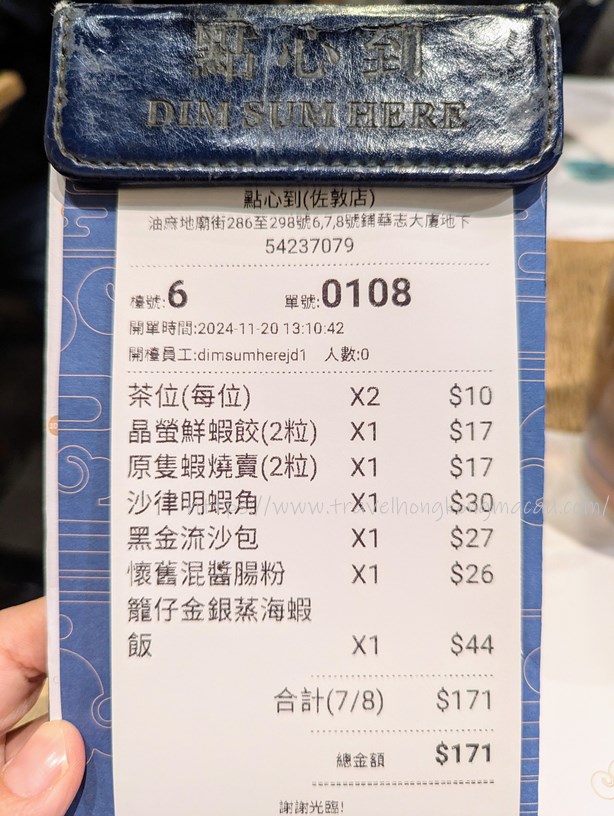 點心到
DIM SUM HERE
點心到(佐敦店)
油麻地廟街286至298號6,7,8號鋪華志大廈地下
54237079
檯號:6 單號:0108
開單時間:2024-11-20 13:10:42
開檯員工:dimsumherejd1 人數:0
茶位(每位) X2 $10
晶螢鮮蝦餃(2粒) X1 $17
原隻蝦燒賣(2粒) X1 $17
沙律明蝦角 X1 $30
https://www.travelhonghongmacau.com/
黑金流沙包 X1 $27
懷舊混醬腸粉 X1 $26
籠仔金銀蒸海蝦
飯 X1 $44
合計(7/8) $171
總金額 $171
謝謝光臨!